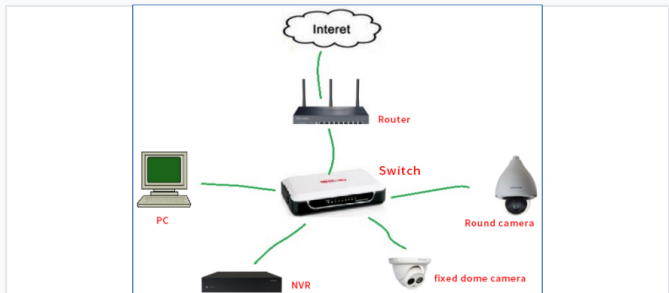 Interet
Router
Switch
PC
Round camera
NVR
fixed dome camera